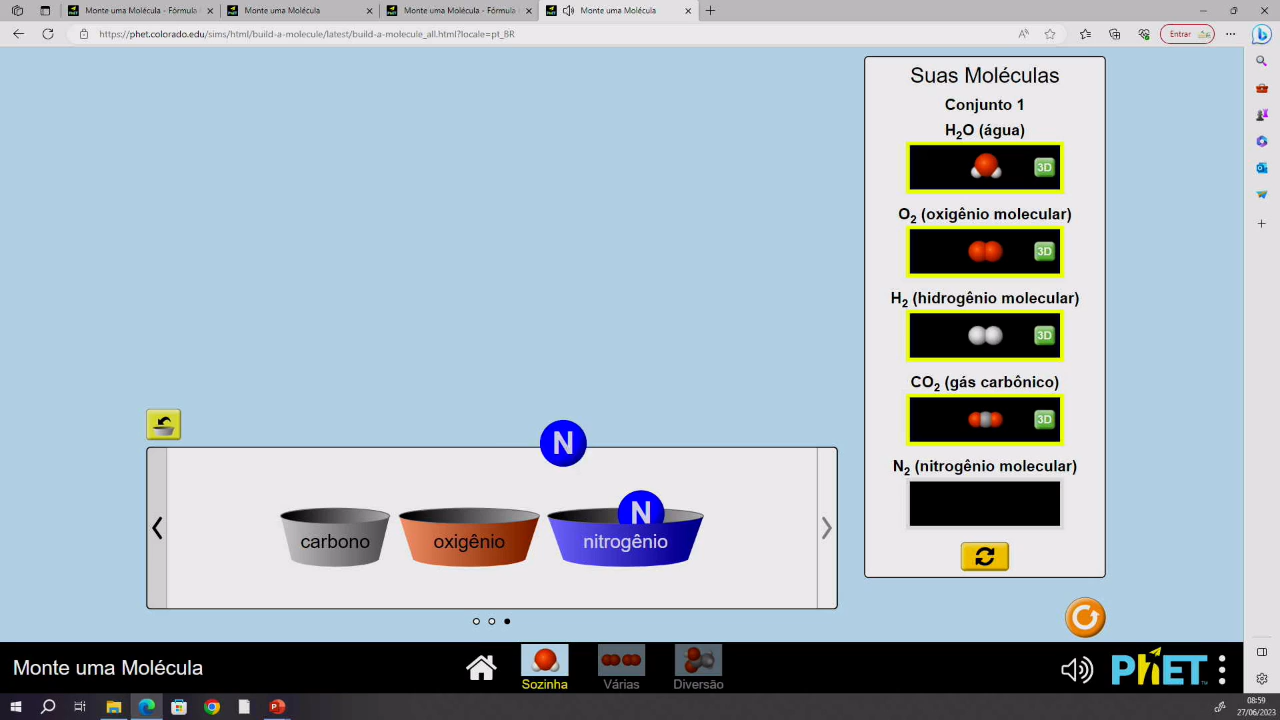 Monte uma Molécula - Fórmula
Monte uma Molécula
Monte uma Molécula - Fórmula
Monte uma Molécula
https://phet.colorado.edu/sims/html/build-a-molecule/latest/build-a-molecule_all.html?locale=pt_BR
Entrar
Suas Moléculas
Conjunto 1
H2O (água)
3D
O2 (oxigênio molecular)
3D
H2 (hidrogênio molecular)
3D
CO2 (gás carbônico)
3D
N2 (nitrogênio molecular)
N
N
carbono
oxigênio
nitrogênio
Monte uma Molécula
Sozinha
Várias
Diversão
PhET
08:59
27/06/2023